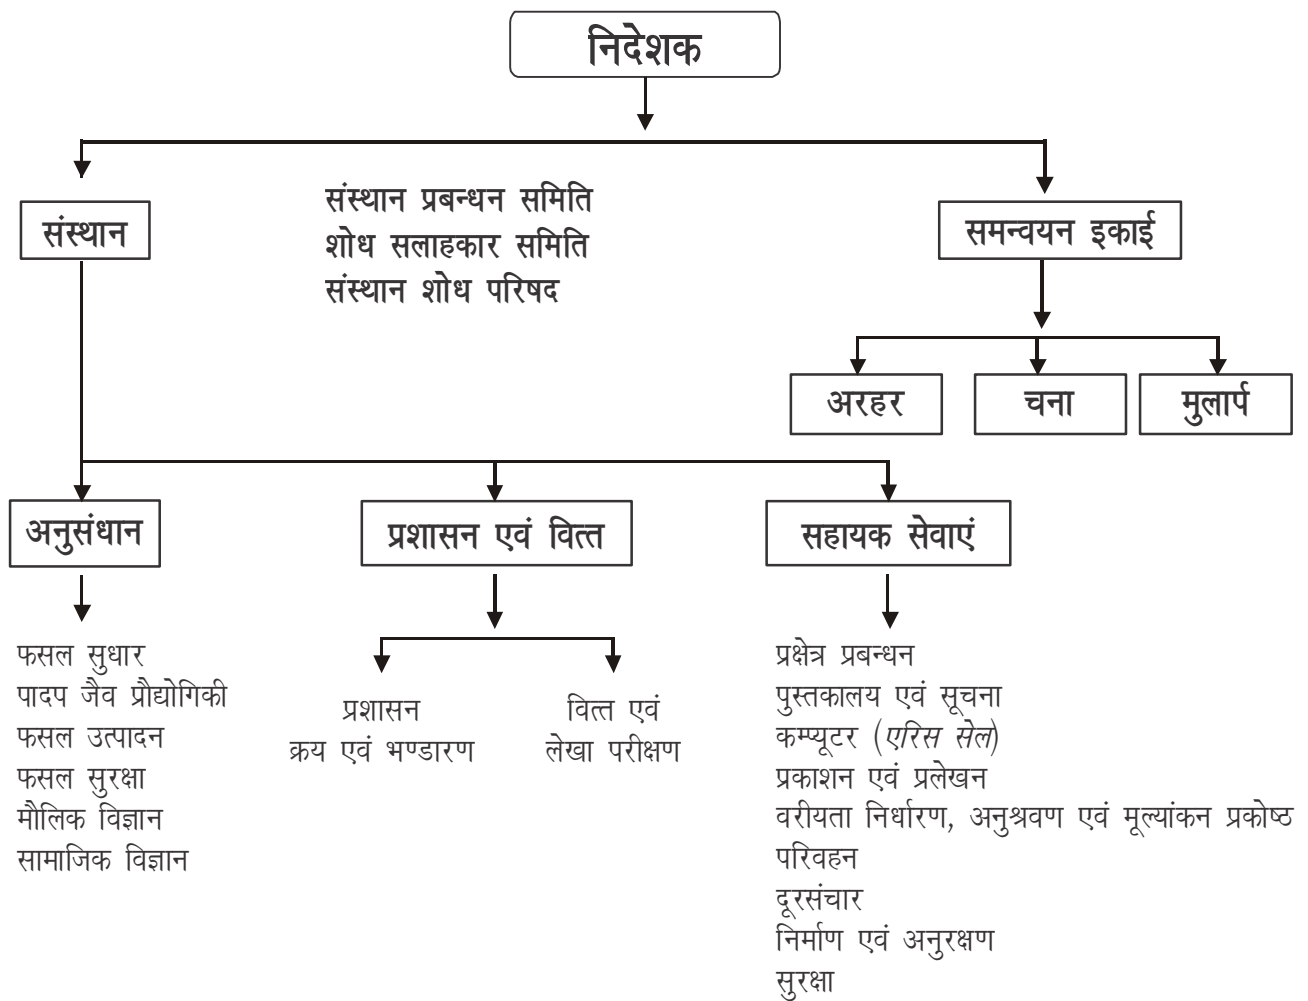 निदेशक
संस्थान
संस्थान प्रबन्धन समिति
शोध सलाहकार समिति
संस्थान शोध परिषद
समन्वयन इकाई
अरहर
चना
मुलार्प
अनुसंधान
प्रशासन एवं वित्त
सहायक सेवाएं
फसल सुधार
पादप जैव प्रौद्योगिकी
फसल उत्पादन
फसल सुरक्षा
मौलिक विज्ञान
सामाजिक विज्ञान
प्रशासन
क्रय एवं भण्डारण
वित्त एवं
लेखा परीक्षण
प्रक्षेत्र प्रबन्धन
पुस्तकालय एवं सूचना
कम्प्यूटर (एरिस सेल)
प्रकाशन एवं प्रलेखन
वरीयता निर्धारण, अनुश्रवण एवं मूल्यांकन प्रकोष्ठ
परिवहन
दूरसंचार
निर्माण एवं अनुरक्षण
सुरक्षा